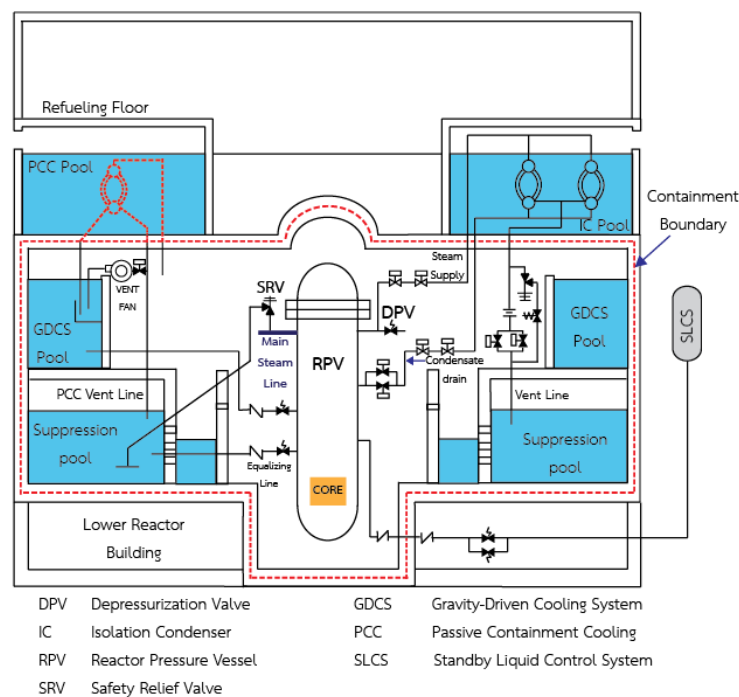 Refueling Floor
PCC Pool
IC Pool
Containment
Boundary
Steam
Supply
VENT
FAN
SRV
DPV
GDCS
Pool
Main
Steam
Line
RPV
Condensate
drain
GDCS
Pool
SLCS
PCC Vent Line
Vent Line
Suppression
pool
Suppression
pool
Equalizing
Line
CORE
Lower Reactor
Building
DPV Depressurization Valve
GDCS Gravity-Driven Cooling System
IC Isolation Condenser
PCC Passive Containment Cooling
RPV Reactor Pressure Vessel
SLCS Standby Liquid Control System
SRV Safety Relief Valve